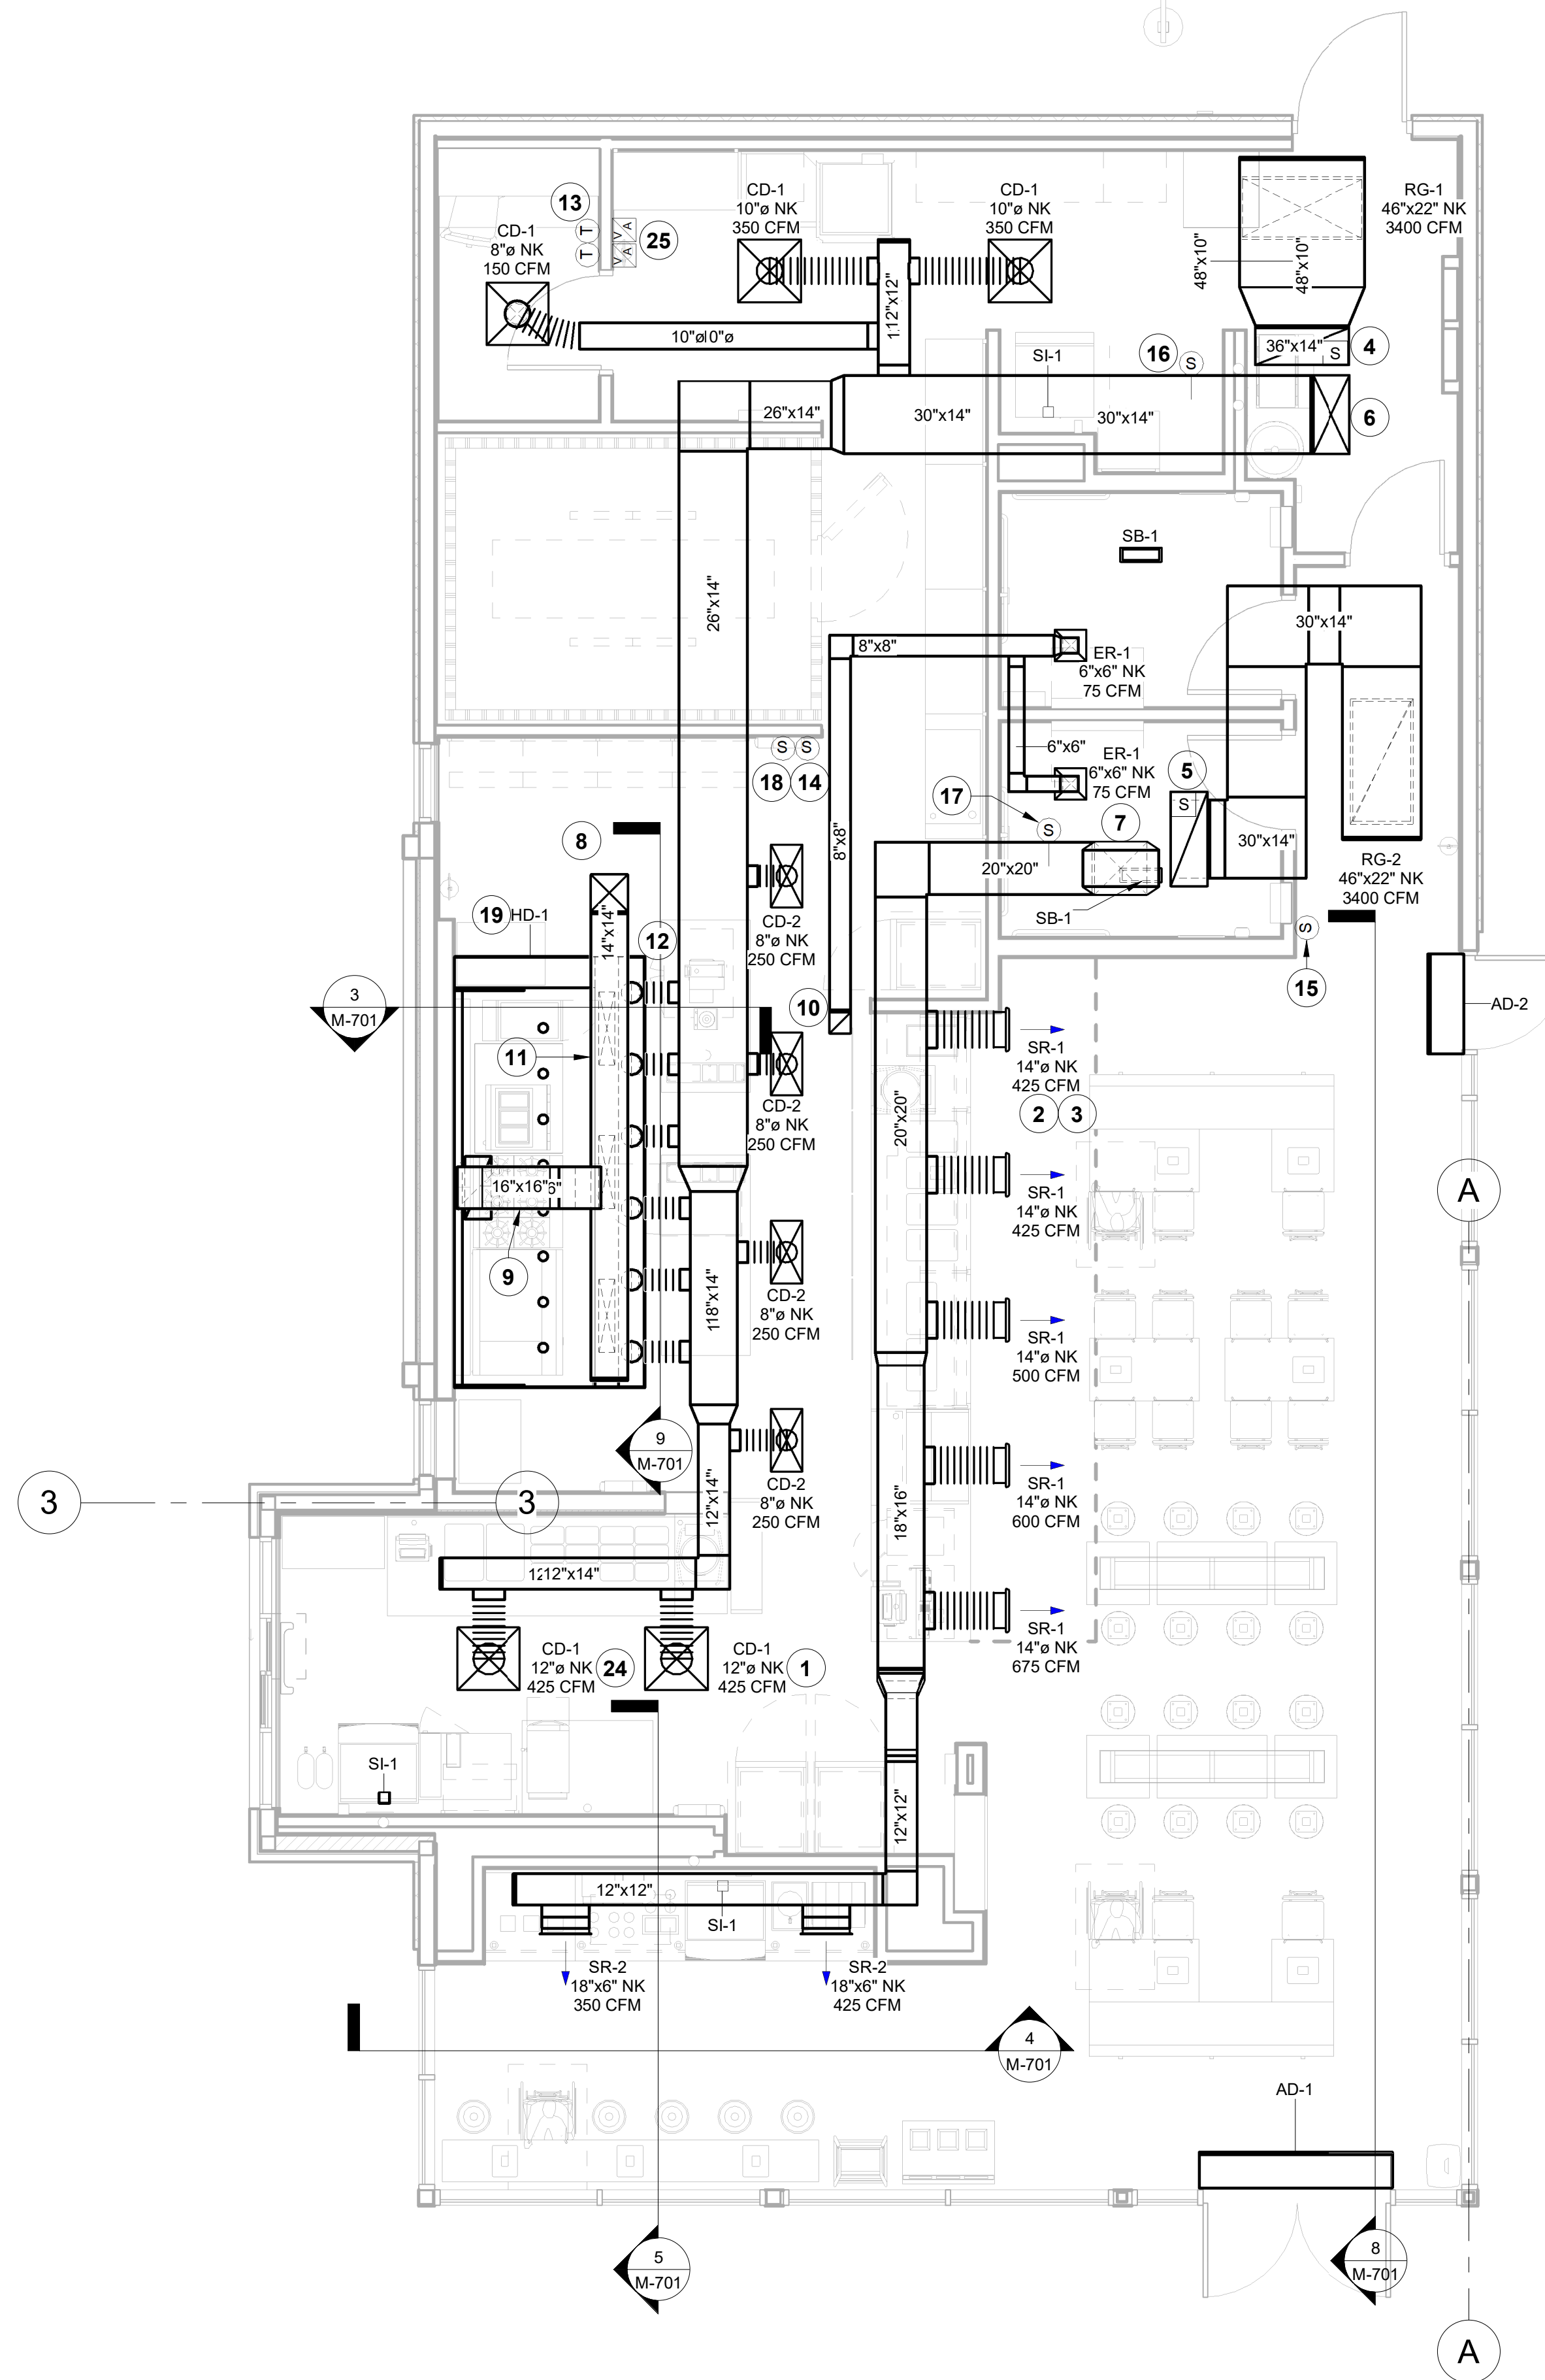 CD-1
10"ø NK
350 CFM
CD-1
10"ø NK
350 CFM
RG-1
46"x22" NK
3400 CFM
13
CD-1
8"ø NK
150 CFM
T
T
V A
V A
25
48"x10"
48"x10"
12"x12"
10"ø
36"x14"
S
4
SI-1
16
S
26"x14"
30"x14"
30"x14"
6
SB-1
26"x14"
30"x14"
8"x8"
ER-1
6"x6" NK
75 CFM
6"x6"
ER-1
6"x6" NK
75 CFM
5
S
S
S
18
14
17
S
7
8
8"x8"
20"x20"
30"x14"
RG-2
46"x22" NK
3400 CFM
SB-1
19
HD-1
14"x14"
12
CD-2
8"ø NK
250 CFM
S
15
AD-2
3
M-701
10
11
SR-1
14"ø NK
425 CFM
2
3
CD-2
8"ø NK
250 CFM
20"x20"
16"x16"
9
SR-1
14"ø NK
425 CFM
A
18"x14"
CD-2
8"ø NK
250 CFM
SR-1
14"ø NK
500 CFM
9
M-701
CD-2
8"ø NK
250 CFM
SR-1
14"ø NK
600 CFM
3
3
12"x14"
18"x16"
12"x14"
CD-1
12"ø NK
425 CFM
24
CD-1
12"ø NK
425 CFM
1
SR-1
14"ø NK
675 CFM
SI-1
12"x12"
12"x12"
SI-1
SR-2
18"x6" NK
350 CFM
SR-2
18"x6" NK
425 CFM
4
M-701
AD-1
5
M-701
8
M-701
A